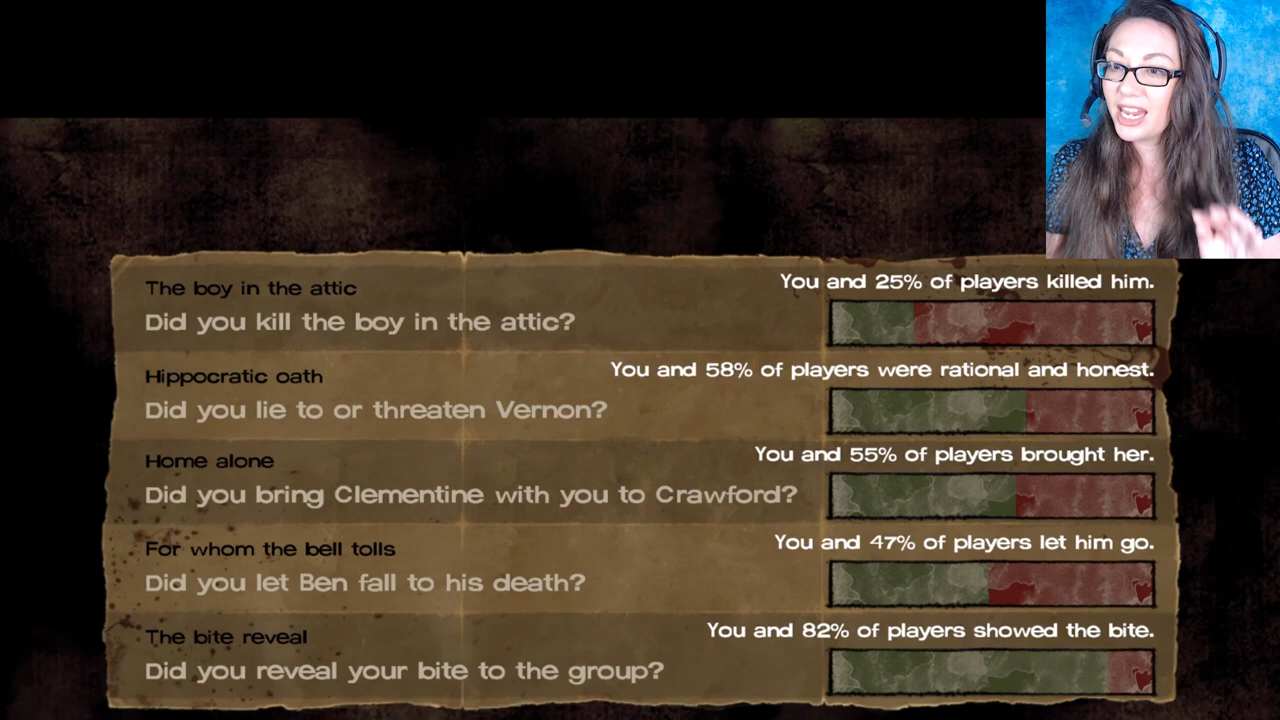 The boy in the attic
You and 25% of players killed him.
Did you kill the boy in the attic?
Hippocratic oath
You and 58% of players were rational and honest.
Did you lie to or threaten Vernon?
Home alone
You and 55% of players brought her.
Did you bring Clementine with you to Crawford?
For whom the bell tolls
You and 47% of players let him go.
Did you let Ben fall to his death?
The bite reveal
You and 82% of players showed the bite.
Did you reveal your bite to the group?